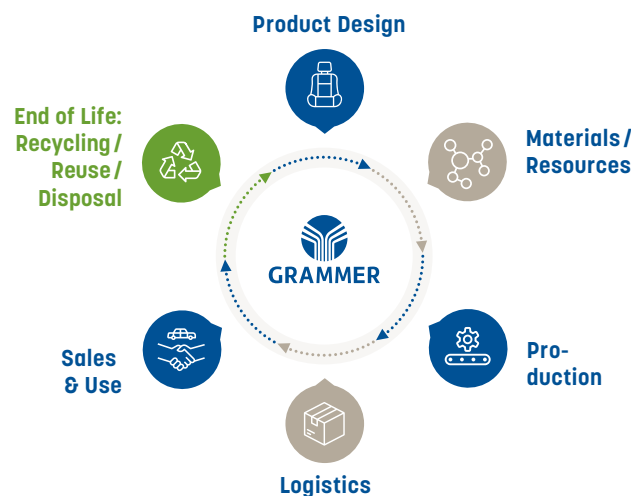 Product Design
Materials /
Resources
Pro-
duction
Logistics
Sales
& Use
End of Life:
Recycling /
Reuse /
Disposal
GRAMMER